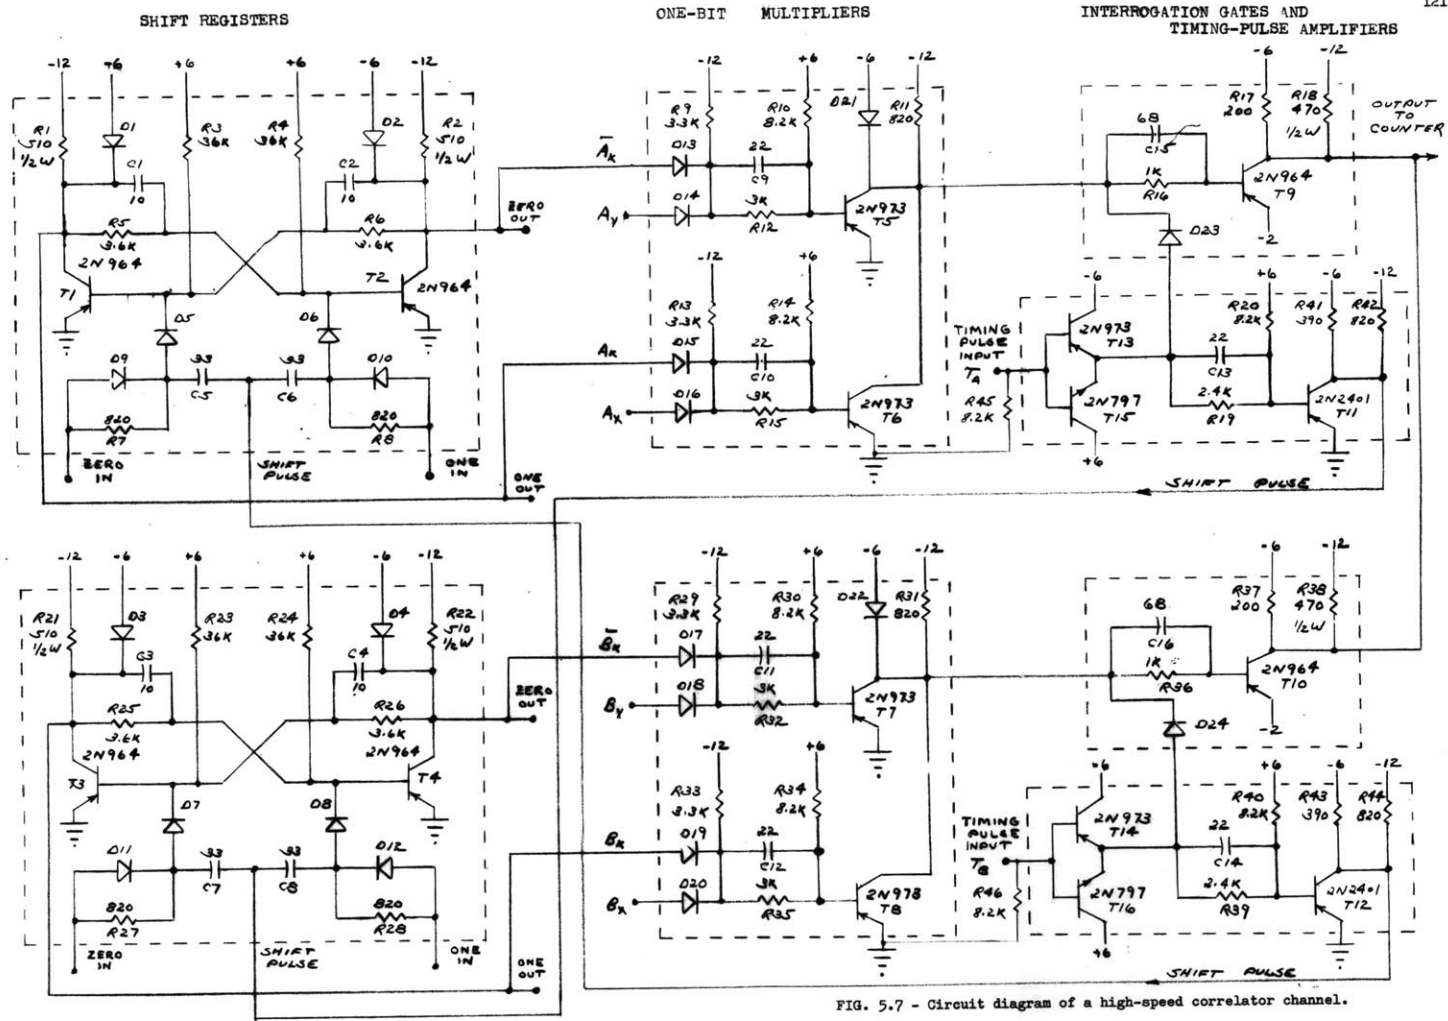 121
SHIFT REGISTERS
ONE-BIT MULTIPLIERS
INTERROGATION GATES AND
TIMING-PULSE AMPLIFIERS
-12 +6 +6 +6 -6 -12
R1
510
1/2 W
D1
R3
36K
R4
36K
D2
R2
510
1/2 W
C1
10
C2
10
R5
3.6K
R6
3.6K
ZERO
OUT
2N964
T1
T2
2N964
D5
D6
D9
33
C5
33
C6
D10
820
R7
820
R8
ZERO
IN
SHIFT
PULSE
ONE
IN
ONE
OUT
-12 +6 -6 -12
R9
3.3K
R10
8.2K
D21
R11
820
A̅K
D13
22
C9
AY
D14
3K
R12
2N973
T5
-12 +6
R13
3.3K
R14
8.2K
AK
D15
22
C10
AX
D16
3K
R15
2N973
T6
-6 -12
R17
200
R18
470
1/2 W
OUTPUT
TO
COUNTER
68
C15
1K
R16
2N964
T9
-2
D23
-6 +6 -6 -12
TIMING
PULSE
INPUT
TA
R45
8.2K
2N973
T13
2N797
T15
+6
R20
8.2K
R41
390
R42
820
22
C13
2.4K
R19
2N2401
T11
SHIFT PULSE
-12 -6 +6 +6 -6 -12
R21
510
1/2 W
D3
R23
36K
R24
36K
D4
R22
510
1/2 W
C3
10
C4
10
R25
3.6K
R26
3.6K
ZERO
OUT
2N964
T3
2N964
T4
D7
D8
D11
33
C7
33
C8
D12
820
R27
820
R28
ZERO
IN
SHIFT
PULSE
ONE
IN
ONE
OUT
-12 +6 -6 -12
R29
3.3K
R30
8.2K
D22
R31
820
B̅K
D17
22
C11
BY
D18
3K
R32
2N973
T7
-12 +6
R33
3.3K
R34
8.2K
BK
D19
22
C12
BX
D20
3K
R35
2N973
T8
-6 -12
R37
200
R38
470
1/2 W
68
C16
1K
R36
2N964
T10
-2
D24
-6 +6 -6 -12
TIMING
PULSE
INPUT
TB
R46
8.2K
2N973
T14
2N797
T16
+6
R40
8.2K
R43
390
R44
820
22
C14
2.4K
R39
2N2401
T12
SHIFT PULSE
FIG. 5.7 - Circuit diagram of a high-speed correlator channel.